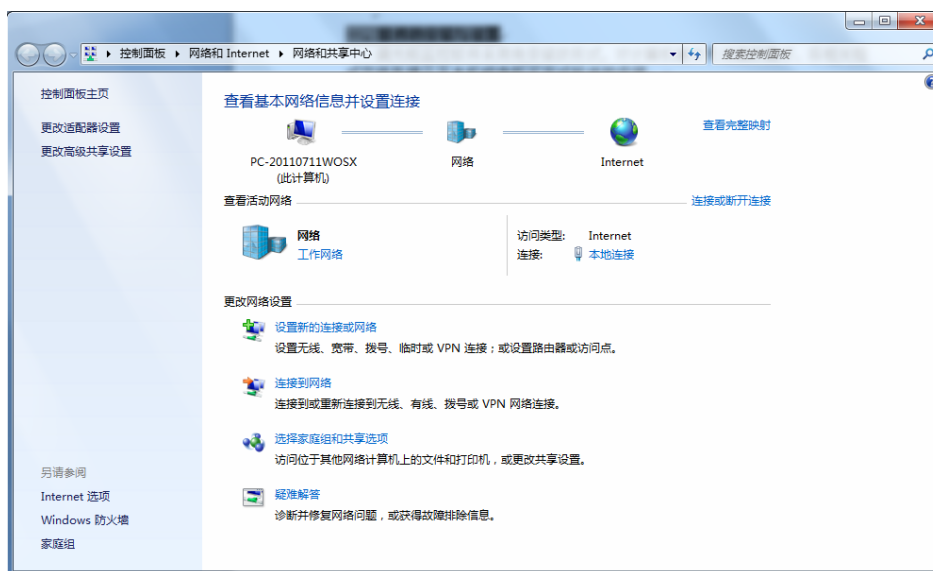 控制面板 ▸ 网络和 Internet ▸ 网络和共享中心
搜索控制面板
控制面板主页
更改适配器设置
更改高级共享设置
查看基本网络信息并设置连接
查看完整映射
PC-20110711WOSX
(此计算机)
网络
Internet
查看活动网络
连接或断开连接
网络
工作网络
访问类型: Internet
连接: 本地连接
更改网络设置
设置新的连接或网络
设置无线、宽带、拨号、临时或 VPN 连接；或设置路由器或访问点。
连接到网络
连接到或重新连接到无线、有线、拨号或 VPN 网络连接。
选择家庭组和共享选项
访问位于其他网络计算机上的文件和打印机，或更改共享设置。
疑难解答
诊断并修复网络问题，或获得故障排除信息。
另请参阅
Internet 选项
Windows 防火墙
家庭组